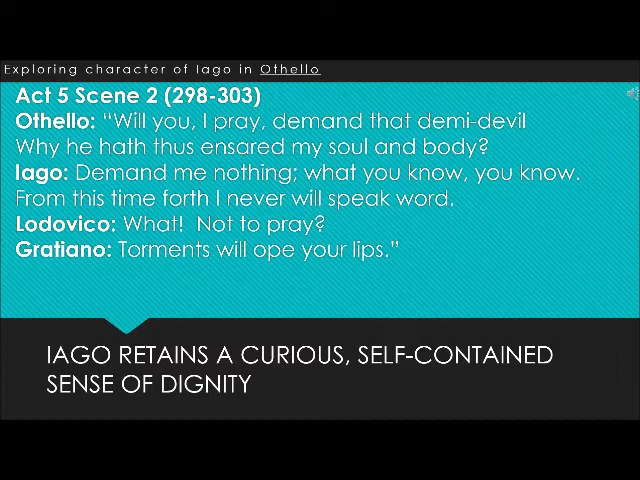 Exploring character of Iago in Othello
Act 5 Scene 2 (298-303)
Othello: “Will you, I pray, demand that demi-devil
Why he hath thus ensared my soul and body?
Iago: Demand me nothing; what you know, you know.
From this time forth I never will speak word.
Lodovico: What!  Not to pray?
Gratiano: Torments will ope your lips.”
IAGO RETAINS A CURIOUS, SELF-CONTAINED
SENSE OF DIGNITY